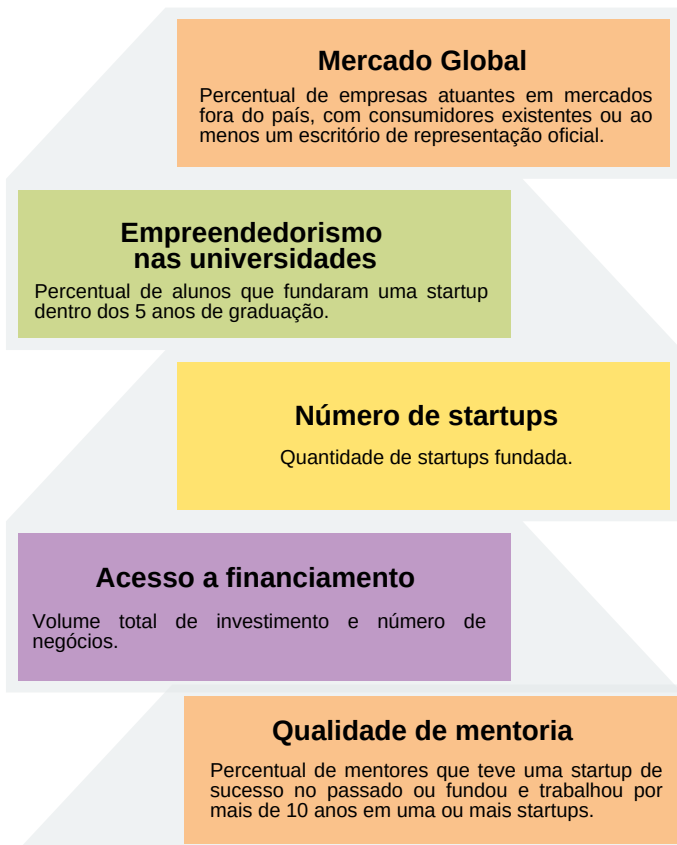 Mercado Global
Percentual de empresas atuantes em mercados
fora do país, com consumidores existentes ou ao
menos um escritório de representação oficial.
Empreendedorismo
nas universidades
Percentual de alunos que fundaram uma startup
dentro dos 5 anos de graduação.
Número de startups
Quantidade de startups fundada.
Acesso a financiamento
Volume total de investimento e número de
negócios.
Qualidade de mentoria
Percentual de mentores que teve uma startup de
sucesso no passado ou fundou e trabalhou por
mais de 10 anos em uma ou mais startups.